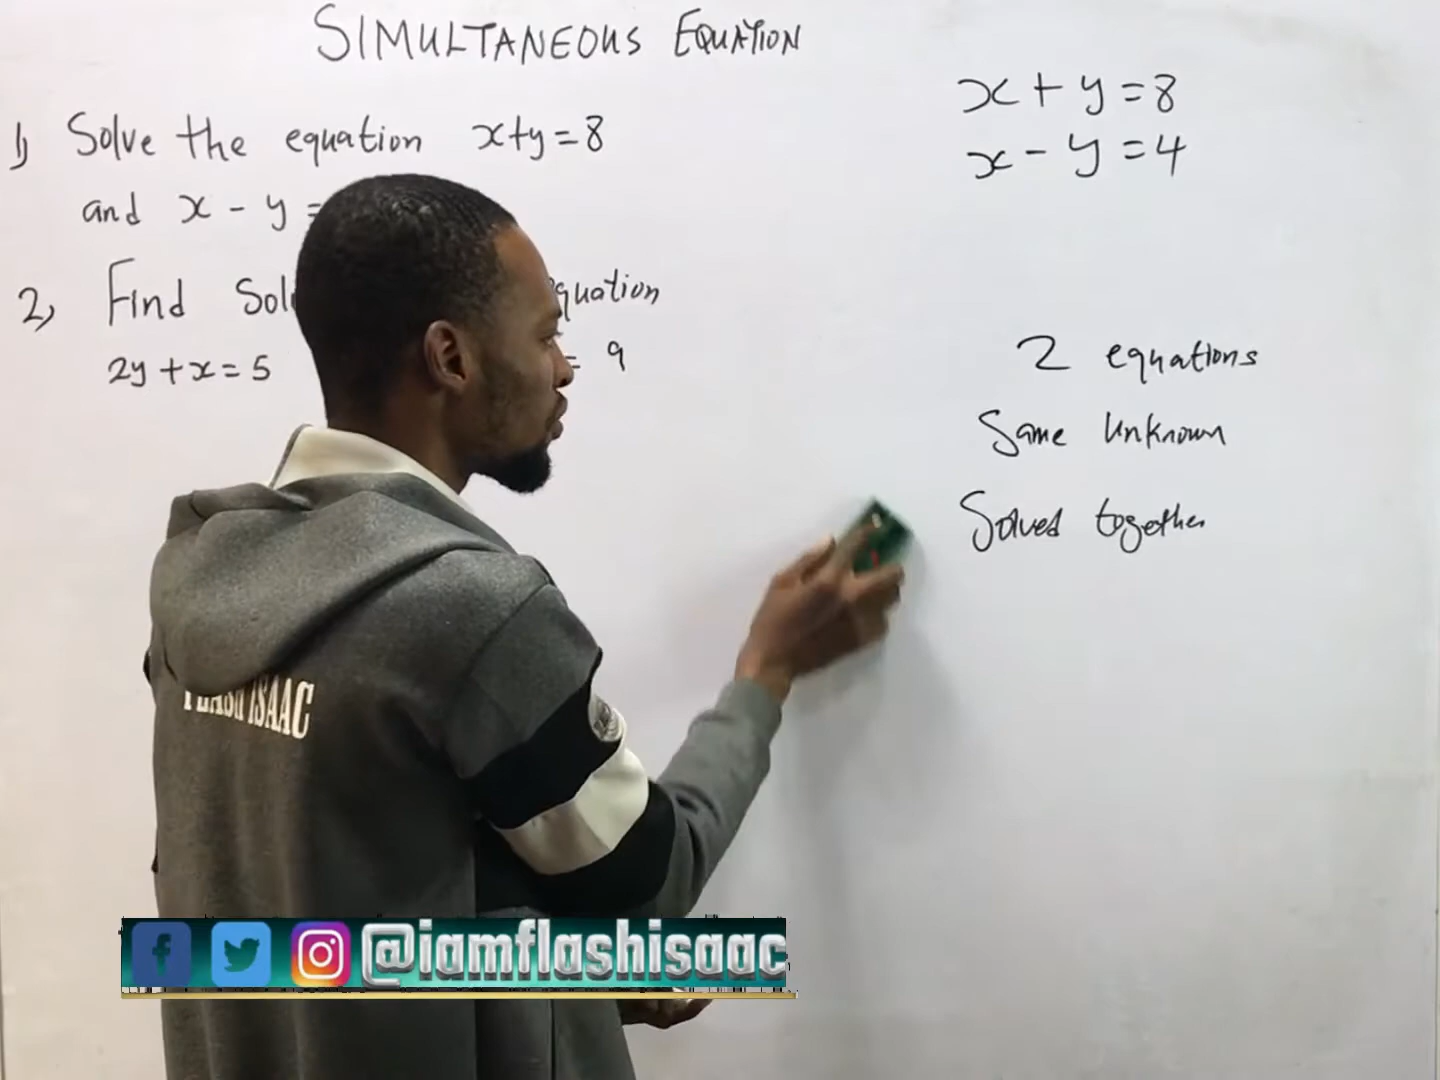 SIMULTANEOUS EQUATION
1) Solve the equation x+y=8
and x - y =
2) Find equation
2y + x = 5 = 9
x + y = 8
x - y = 4
2 equations
Same Unknown
Solved together
FLASH ISAAC
@iamflashisaac